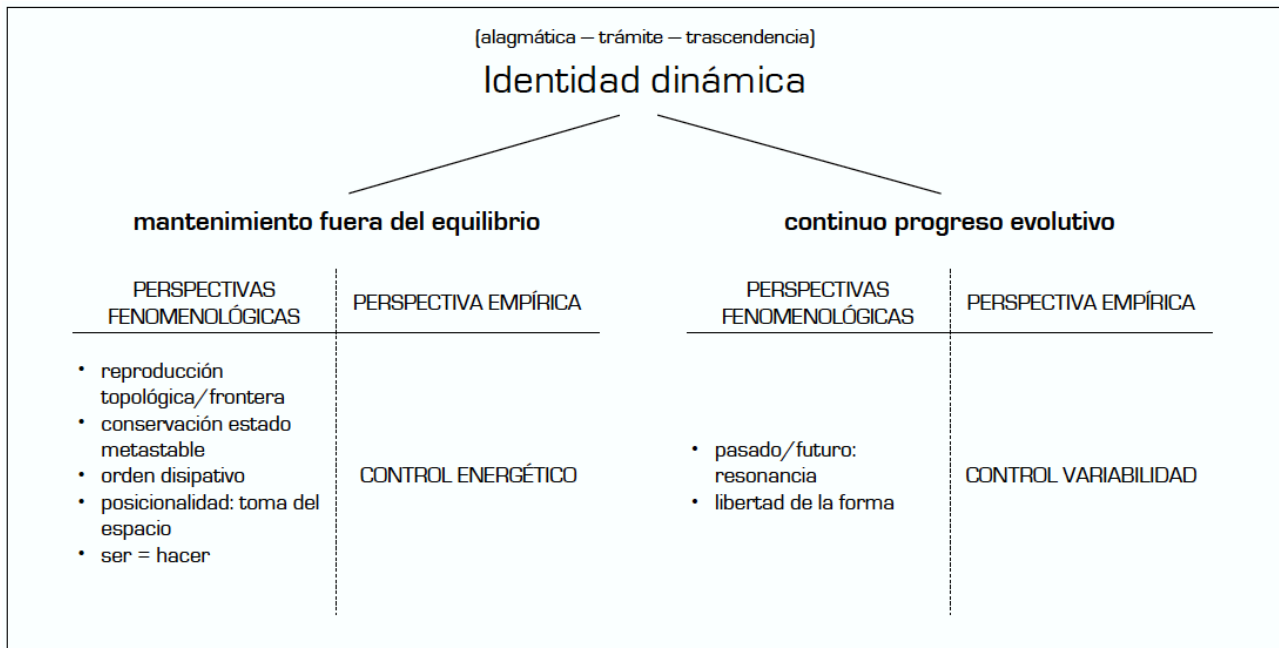 (alagmática – trámite – trascendencia)
Identidad dinámica
mantenimiento fuera del equilibrio
PERSPECTIVAS
FENOMENOLÓGICAS
PERSPECTIVA EMPÍRICA
• reproducción
topológica/frontera
• conservación estado
metastable
• orden disipativo
• posicionalidad: toma del
espacio
• ser = hacer
CONTROL ENERGÉTICO
continuo progreso evolutivo
PERSPECTIVAS
FENOMENOLÓGICAS
PERSPECTIVA EMPÍRICA
• pasado/futuro:
resonancia
• libertad de la forma
CONTROL VARIABILIDAD